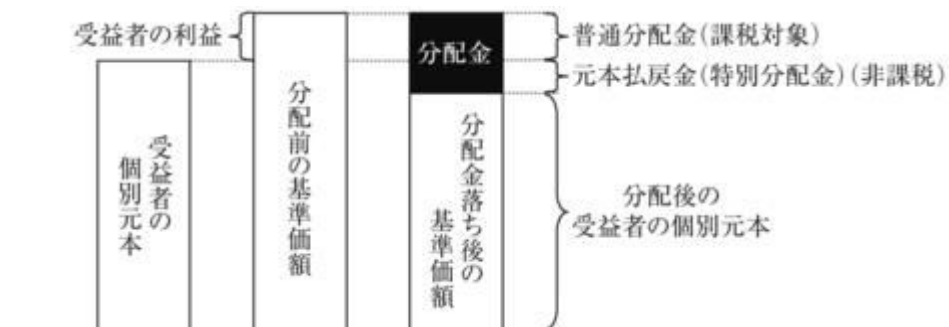 受益者の利益
分配金
普通分配金(課税対象)
元本払戻金(特別分配金)(非課税)
受益者の
個別元本
分配前の基準価額
分配金落ち後の
基準価額
分配後の
受益者の個別元本